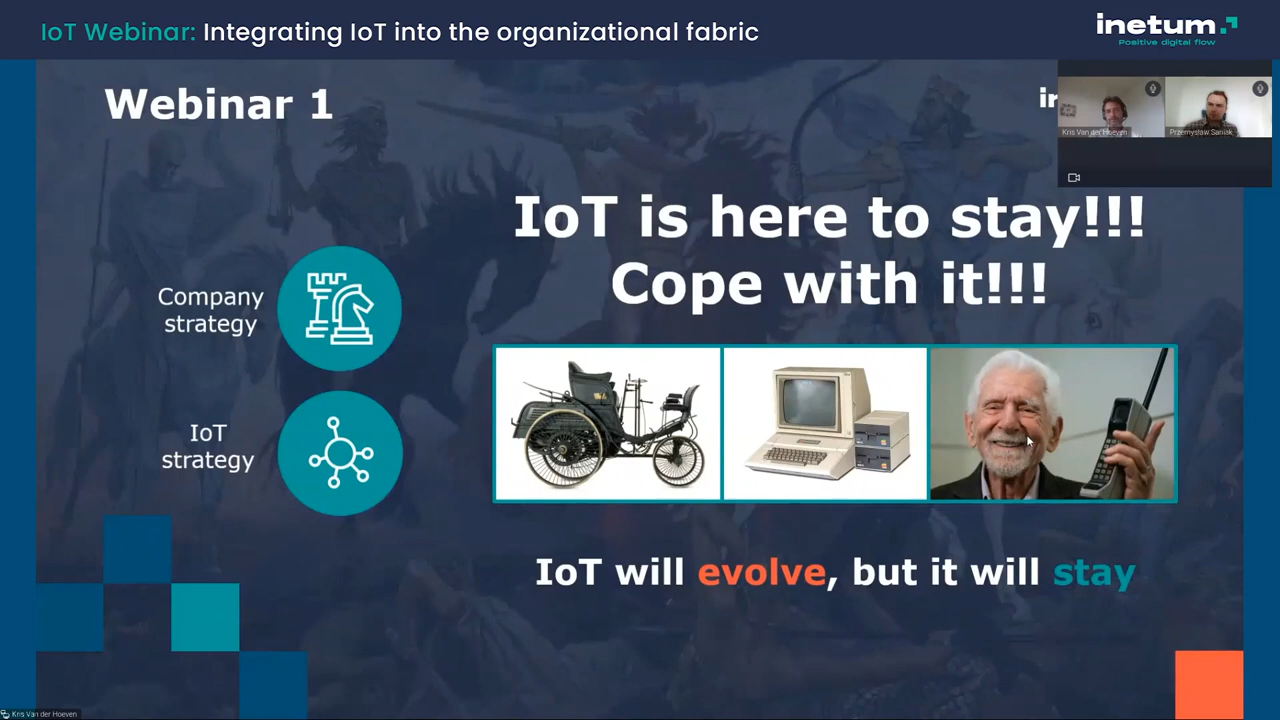 IoT Webinar: Integrating IoT into the organizational fabric
inetum
Positive digital flow
Webinar 1
in
Kris Van der Hoeven
Przemysław Saniak
IoT is here to stay!!!
Cope with it!!!
Company
strategy
IoT
strategy
IoT will evolve, but it will stay
Kris Van der Hoeven